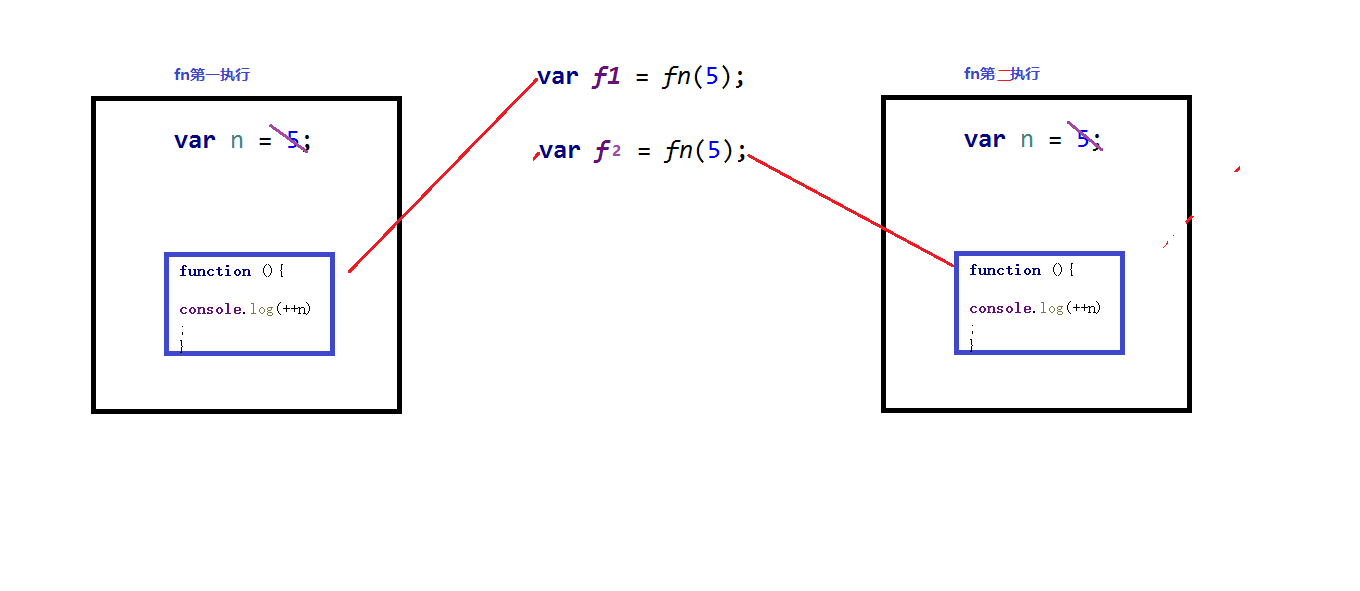 fn第一执行
var n = 5;
function (){
console.log(++n)
;
}
var f1 = fn(5);
var f2 = fn(5);
fn第二执行
var n = 5;
function (){
console.log(++n)
;
}